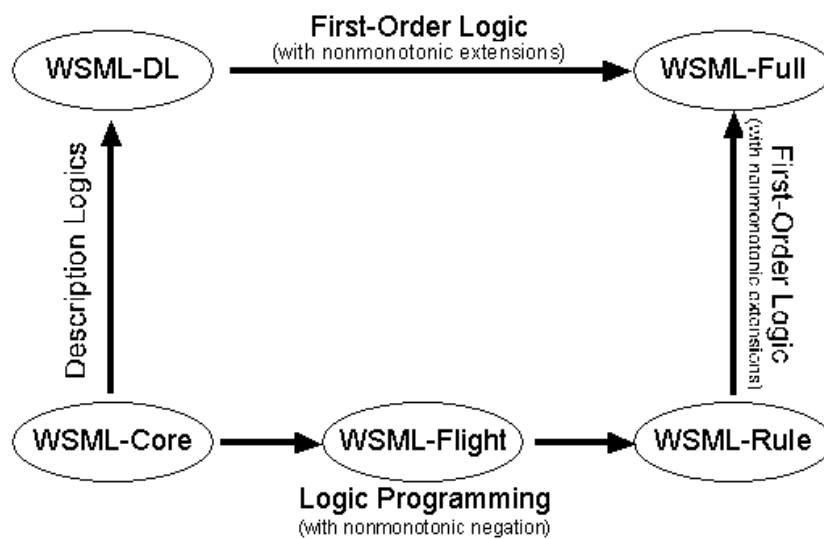 First-Order Logic
(with nonmonotonic extensions)
WSML-DL
WSML-Full
Description Logics
First-Order Logic
(with nonmonotonic extensions)
WSML-Core
WSML-Flight
WSML-Rule
Logic Programming
(with nonmonotonic negation)